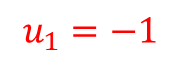 u₁ = −1